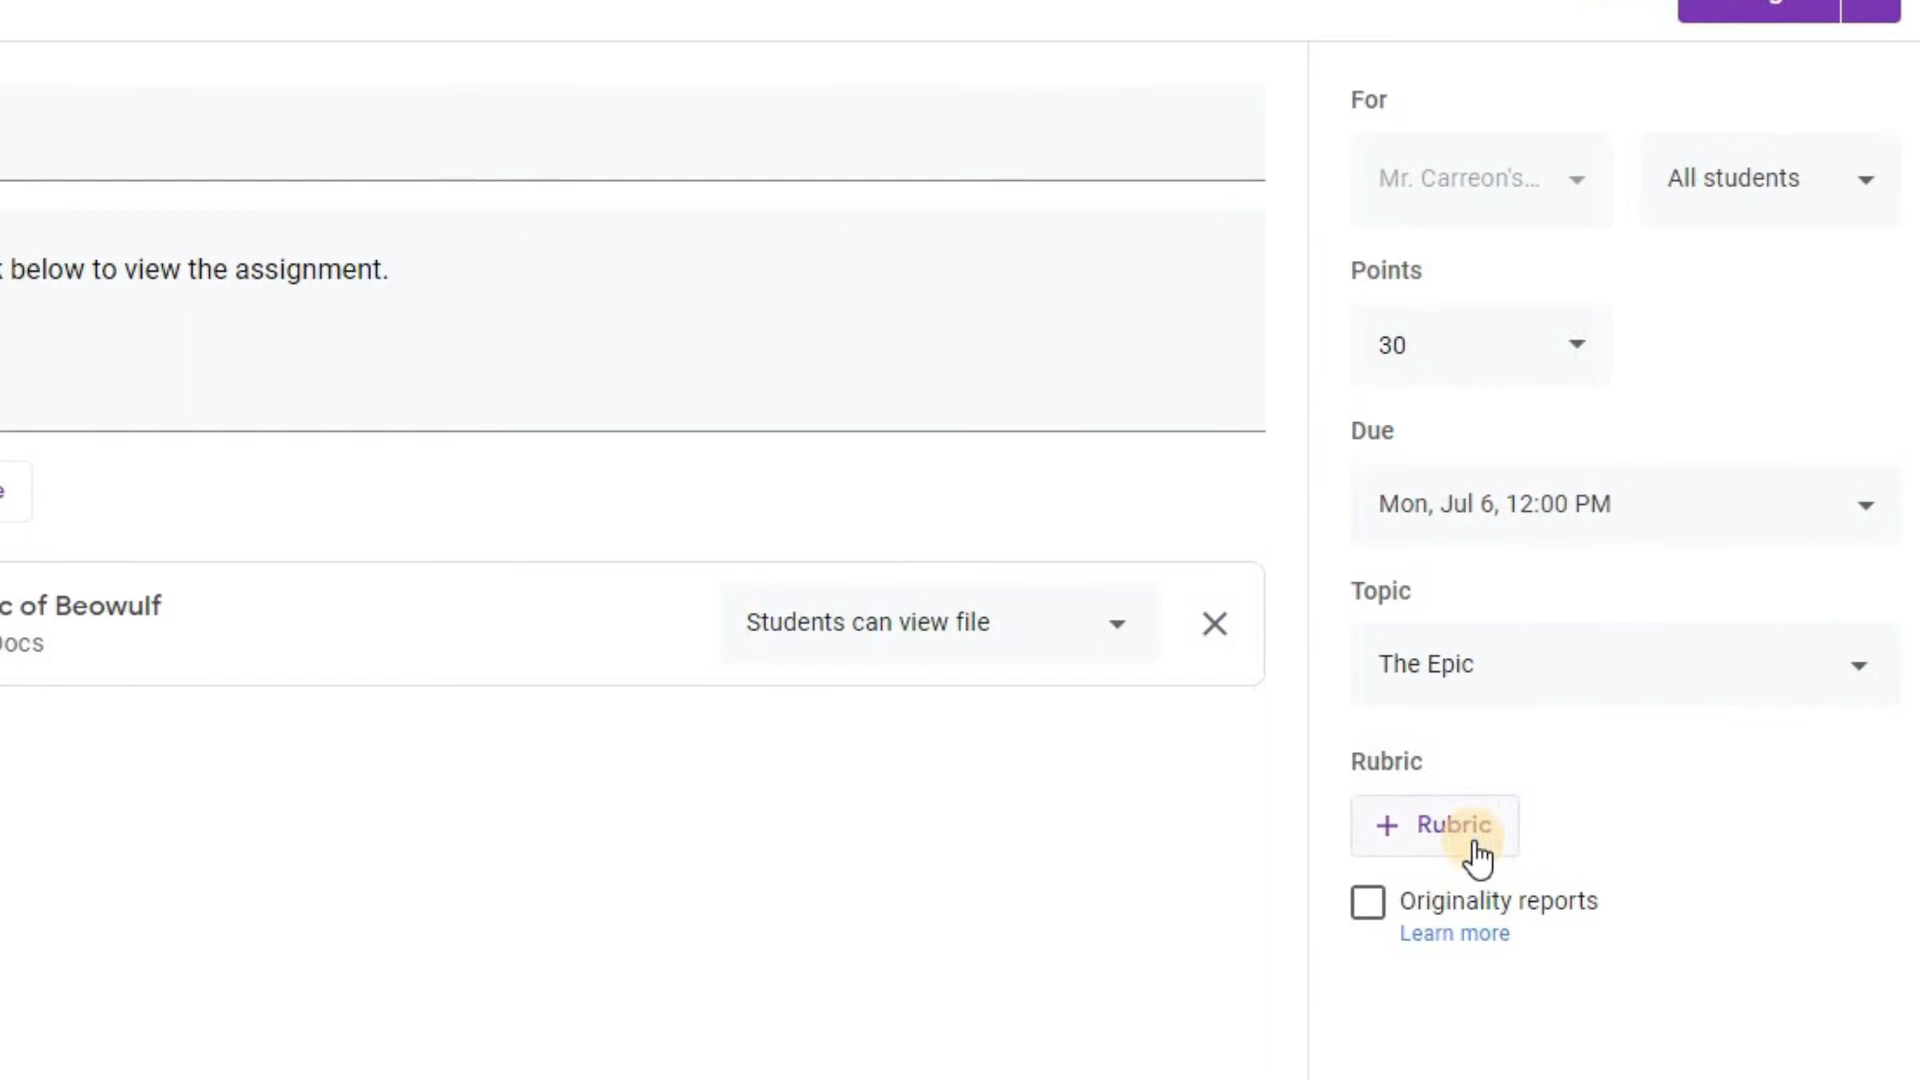 For
Mr. Carreon's... All students
Points
below to view the assignment.
30
Due
Mon, Jul 6, 12:00 PM
of Beowulf
Students can view file
Topic
The Epic
Rubric
+ Rubric
Originality reports
Learn more